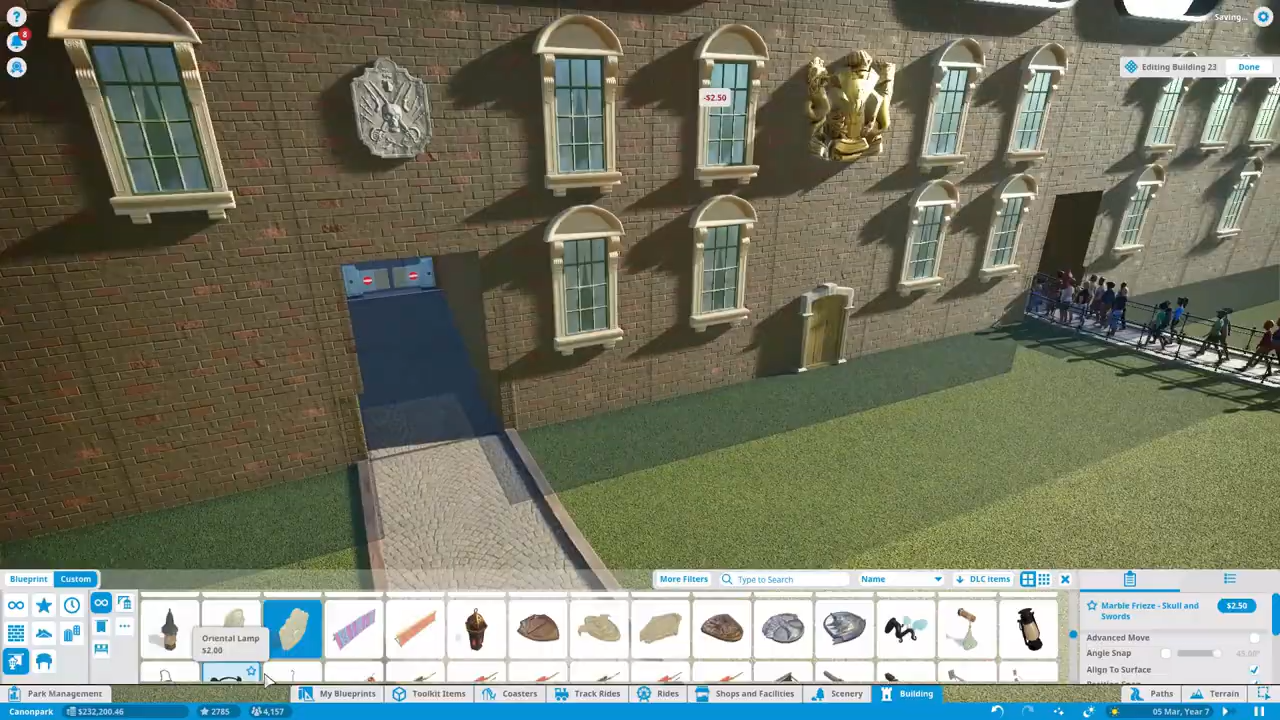 ?
Saving...
8
Editing Building 23
Done
-$2.50
Blueprint
Custom
More Filters
Type to Search
Name
DLC items
Marble Frieze - Skull and Swords
$2.50
Oriental Lamp
$2.00
Advanced Move
Angle Snap
45.00°
Align To Surface
Park Management
My Blueprints
Toolkit Items
Coasters
Track Rides
Rides
Shops and Facilities
Scenery
Building
Paths
Terrain
Canonpark
$232,200.46
2785
4,157
05 Mar, Year 7